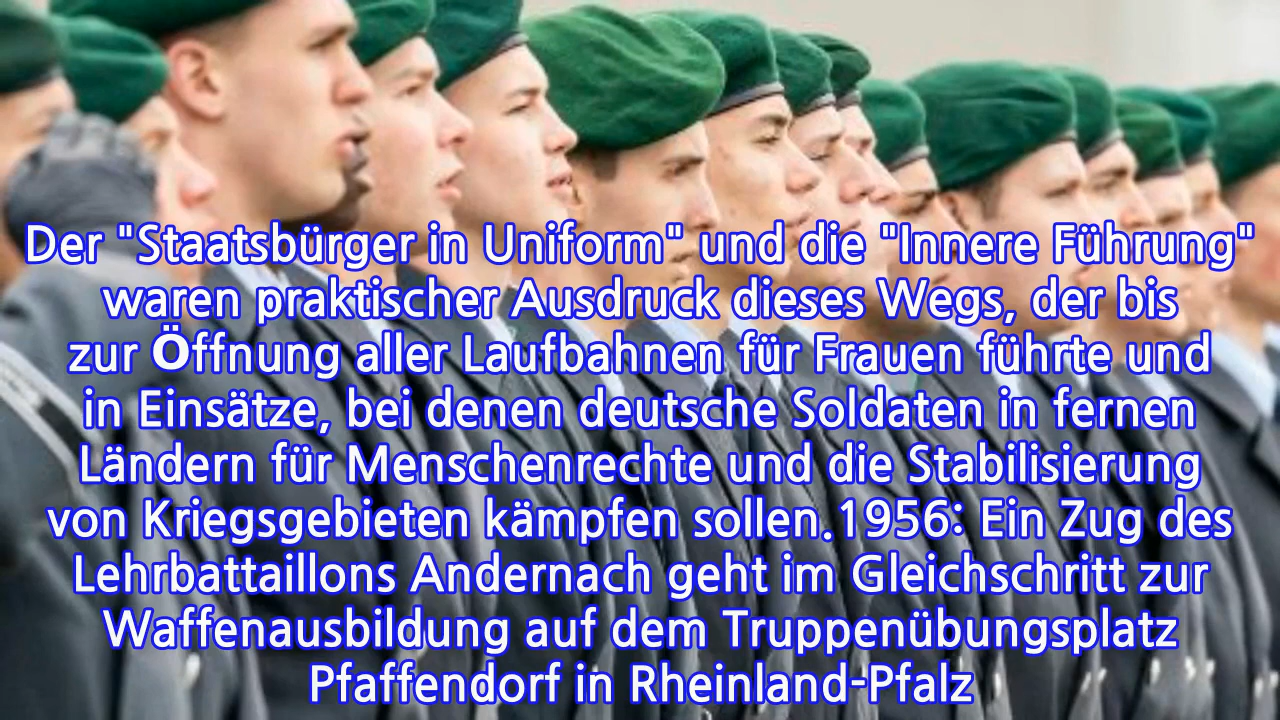 Der "Staatsbürger in Uniform" und die "Innere Führung"
waren praktischer Ausdruck dieses Wegs, der bis
zur Öffnung aller Laufbahnen für Frauen führte und
in Einsätze, bei denen deutsche Soldaten in fernen
Ländern für Menschenrechte und die Stabilisierung
von Kriegsgebieten kämpfen sollen.1956: Ein Zug des
Lehrbattaillons Andernach geht im Gleichschritt zur
Waffenausbildung auf dem Truppenübungsplatz
Pfaffendorf in Rheinland-Pfalz